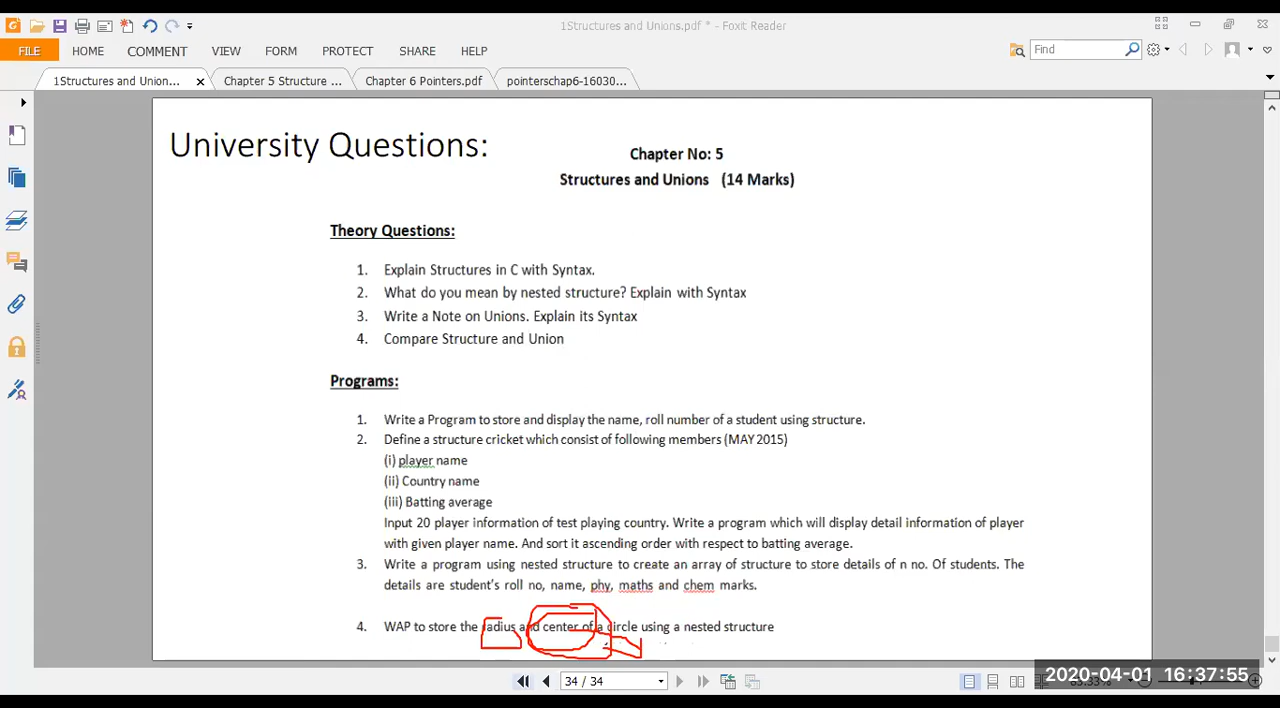 1Structures and Unions.pdf * - Foxit Reader
FILE HOME COMMENT VIEW FORM PROTECT SHARE HELP
Find
1Structures and Union... Chapter 5 Structure ... Chapter 6 Pointers.pdf pointerschap6-16030...
University Questions:
Chapter No: 5
Structures and Unions (14 Marks)
Theory Questions:
1. Explain Structures in C with Syntax.
2. What do you mean by nested structure? Explain with Syntax
3. Write a Note on Unions. Explain its Syntax
4. Compare Structure and Union
Programs:
1. Write a Program to store and display the name, roll number of a student using structure.
2. Define a structure cricket which consist of following members (MAY 2015)
(i) player name
(ii) Country name
(iii) Batting average
Input 20 player information of test playing country. Write a program which will display detail information of player
with given player name. And sort it ascending order with respect to batting average.
3. Write a program using nested structure to create an array of structure to store details of n no. Of students. The
details are student's roll no, name, phy, maths and chem marks.
4. WAP to store the radius and center of a circle using a nested structure
34 / 34
2020-04-01 16:37:55